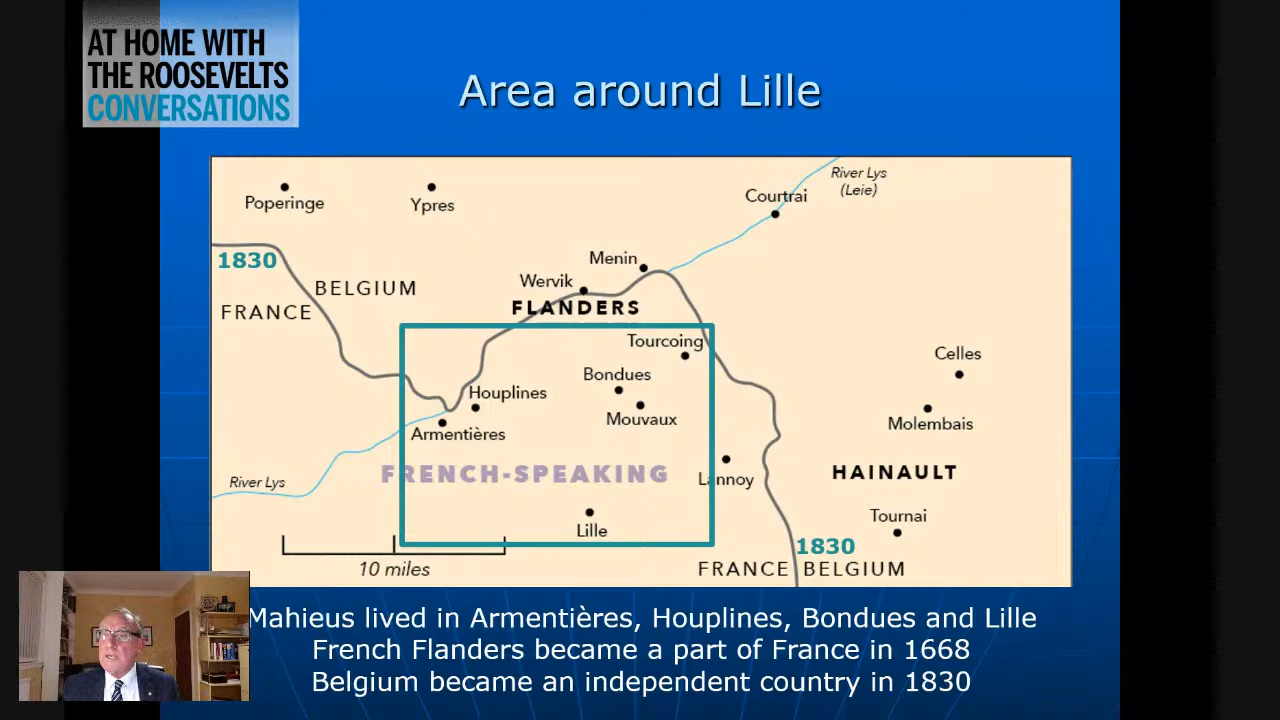 AT HOME WITH
THE ROOSEVELTS
CONVERSATIONS
Area around Lille
River Lys
(Leie)
Poperinge
Ypres
Courtrai
1830
Menin
Wervik
BELGIUM
FRANCE
FLANDERS
Tourcoing
Celles
Bondues
Houplines
Mouvaux
Molembais
Armentières
FRENCH-SPEAKING
Lannoy
HAINAULT
River Lys
Tournai
Lille
1830
10 miles
FRANCE
BELGIUM
Mahieus lived in Armentières, Houplines, Bondues and Lille
French Flanders became a part of France in 1668
Belgium became an independent country in 1830